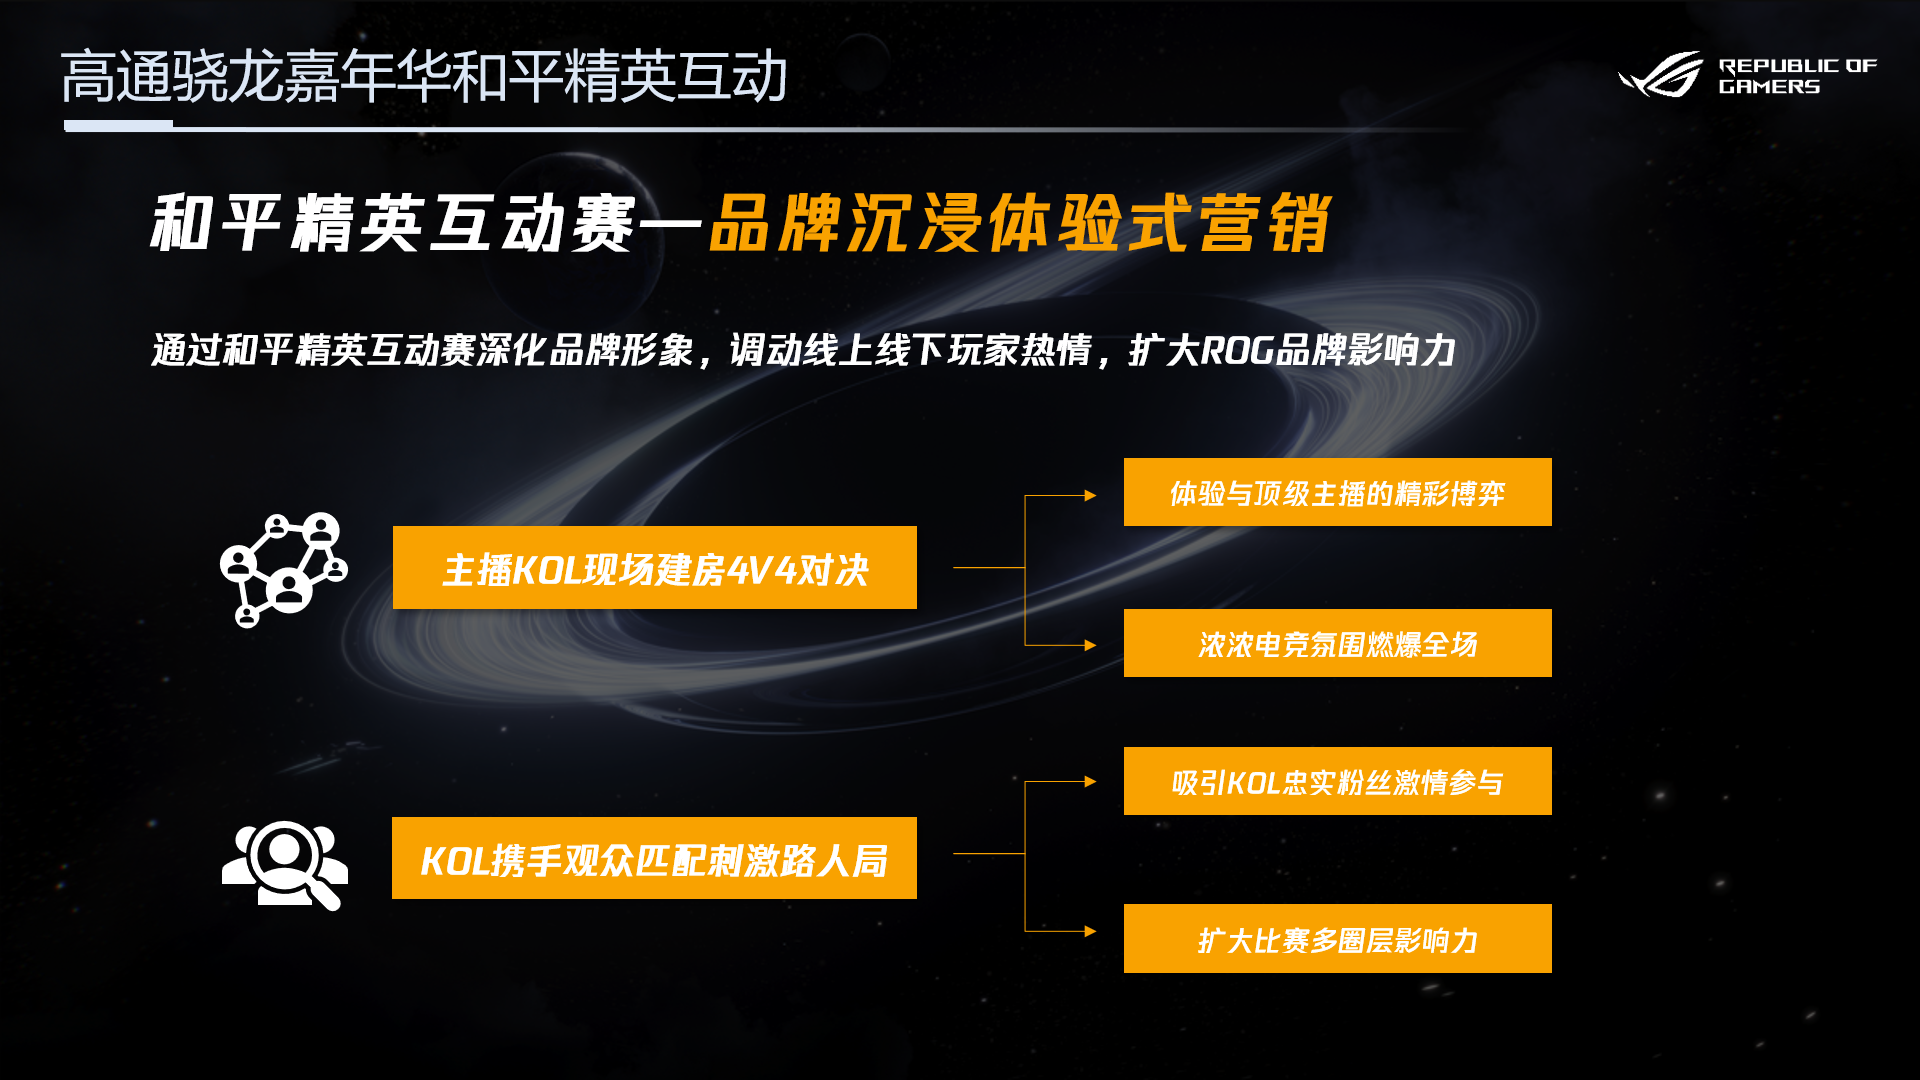 高通骁龙嘉年华和平精英互动
REPUBLIC OF
GAMERS
和平精英互动赛—品牌沉浸体验式营销
通过和平精英互动赛深化品牌形象，调动线上线下玩家热情，扩大ROG品牌影响力
主播KOL现场建房4V4对决
体验与顶级主播的精彩博弈
浓浓电竞氛围燃爆全场
KOL携手观众匹配刺激路人局
吸引KOL忠实粉丝激情参与
扩大比赛多圈层影响力